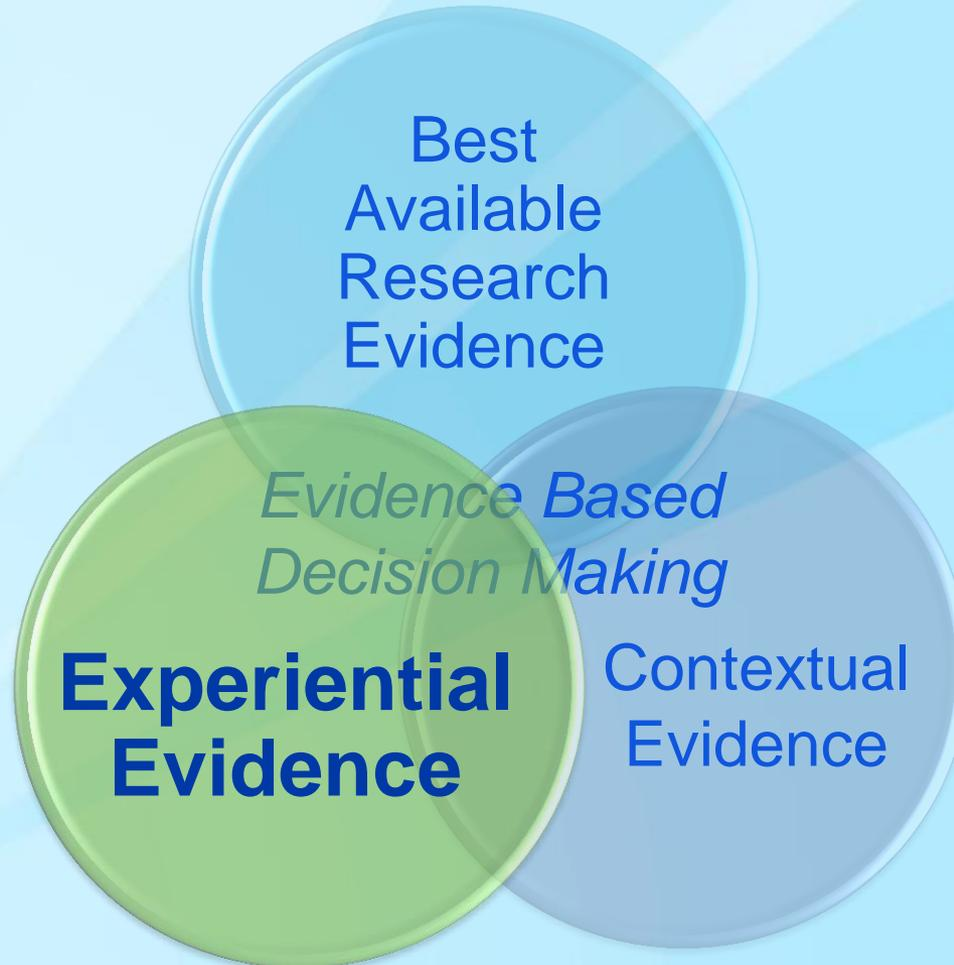 Best
Available
Research
Evidence
Evidence Based
Decision Making
Experiential
Evidence
Contextual
Evidence